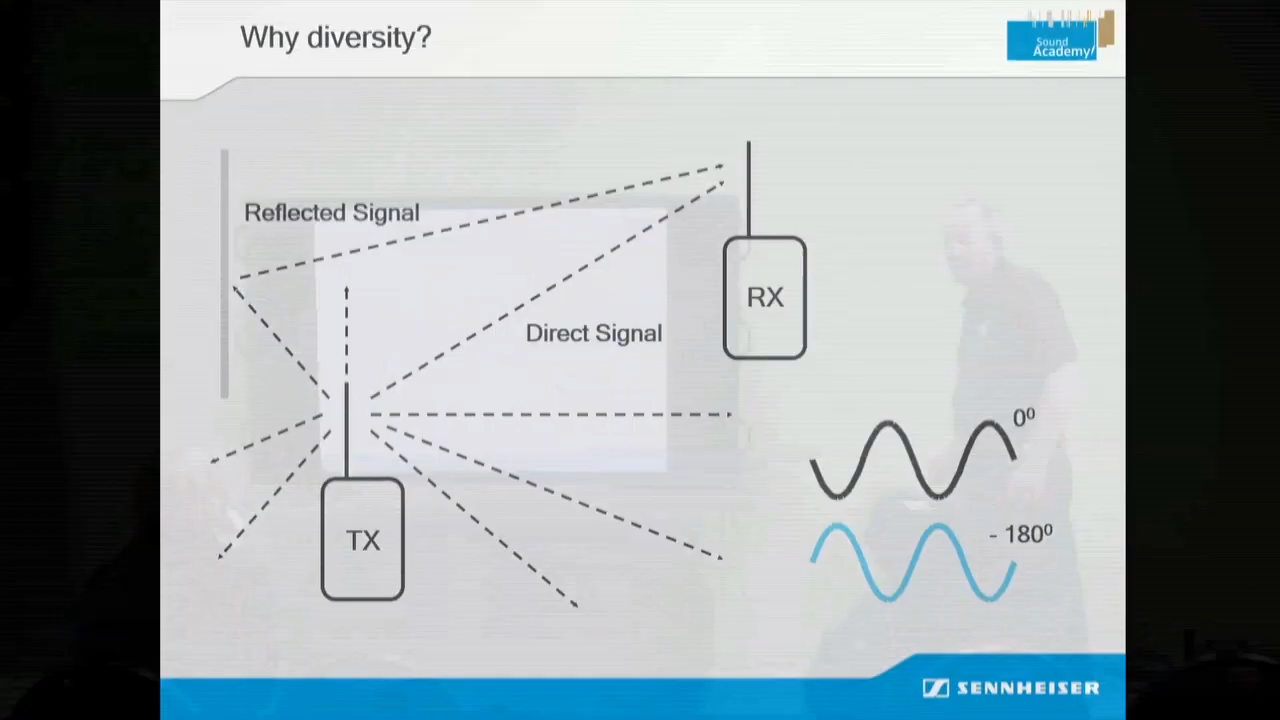 Why diversity?
Sound
Academy/
Reflected Signal
RX
Direct Signal
0⁰
- 180⁰
TX
SENNHEISER